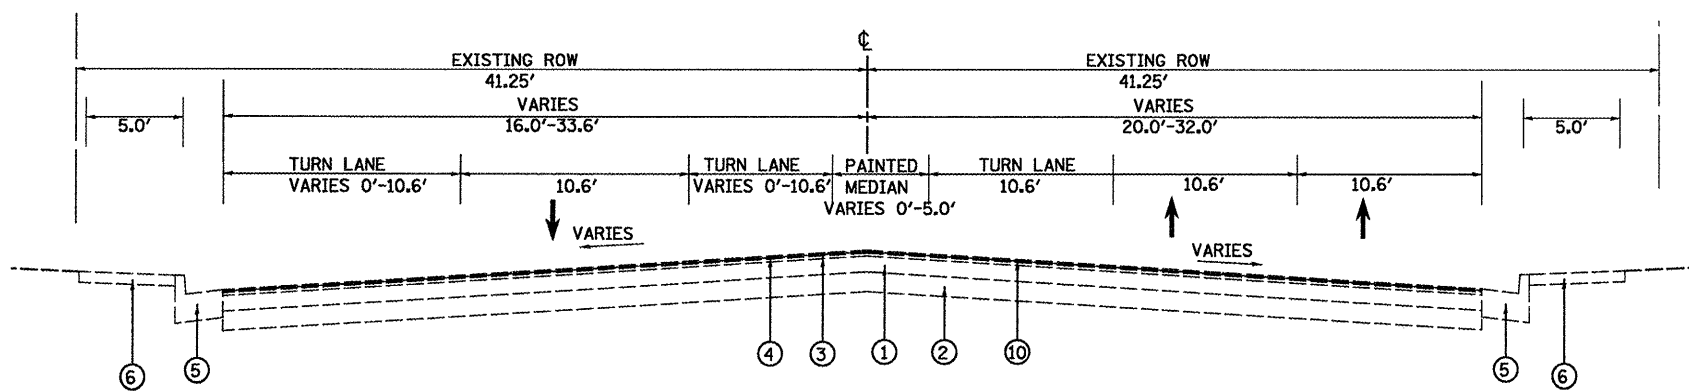 ℄
EXISTING ROW
41.25'
EXISTING ROW
41.25'
5.0'
VARIES
16.0'-33.6'
VARIES
20.0'-32.0'
5.0'
TURN LANE
VARIES 0'-10.6'
10.6'
TURN LANE
VARIES 0'-10.6'
PAINTED
MEDIAN
VARIES 0'-5.0'
TURN LANE
10.6'
10.6'
10.6'
VARIES
VARIES
6
5
4
3
1
2
10
5
6